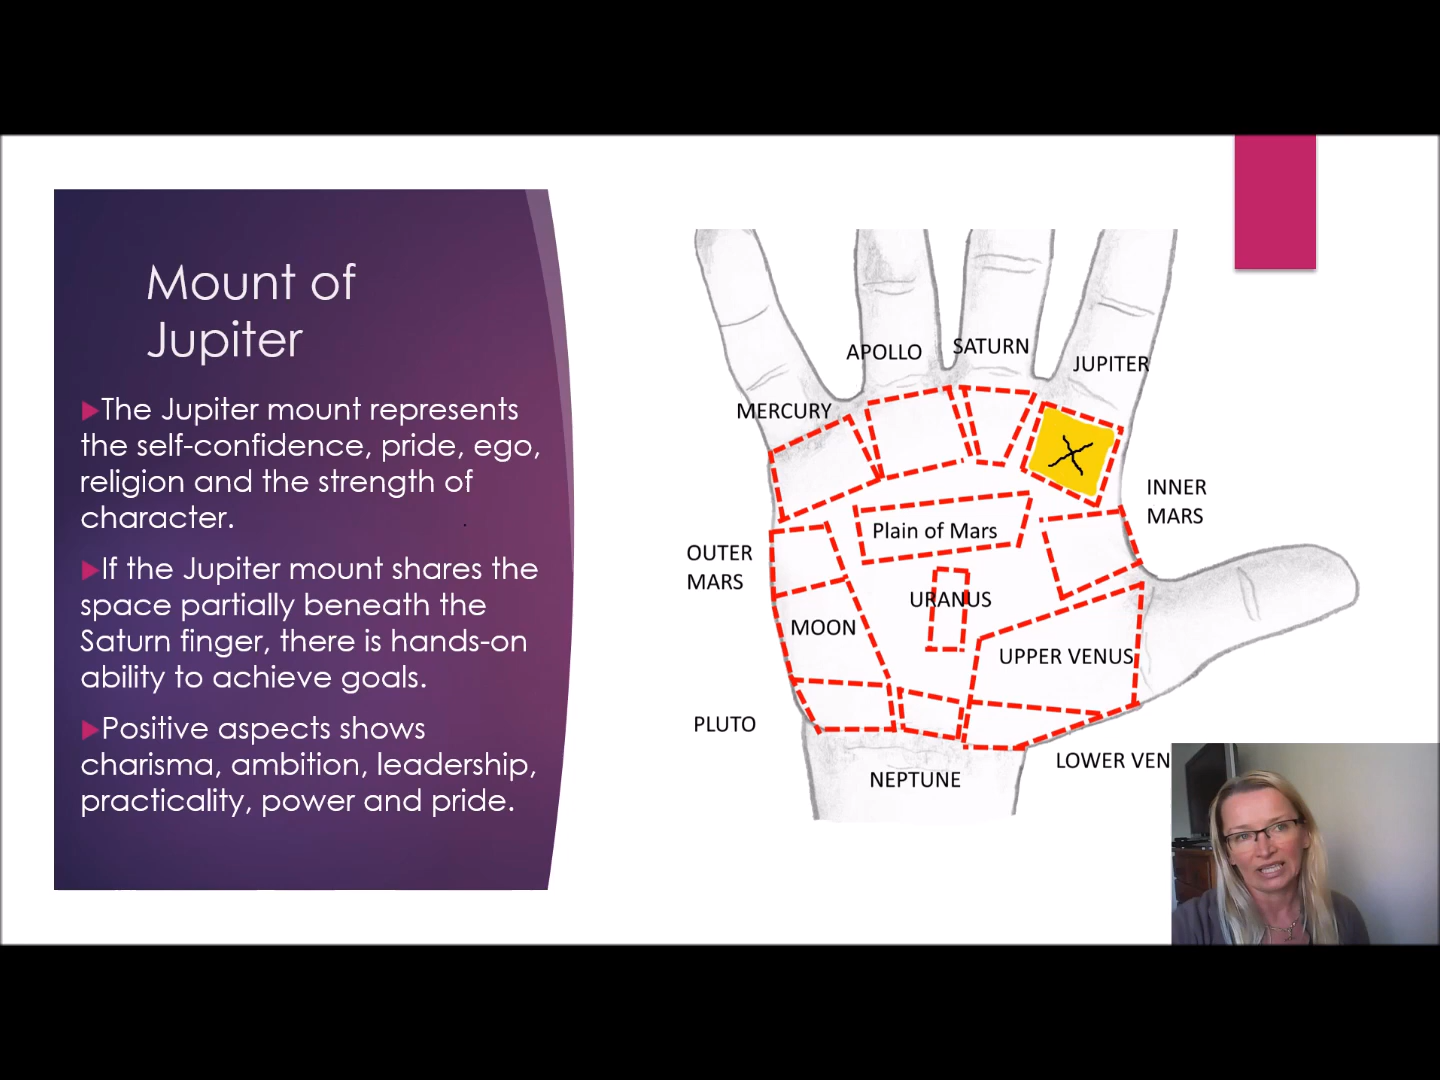 Mount of
Jupiter
The Jupiter mount represents
the self-confidence, pride, ego,
religion and the strength of
character.
If the Jupiter mount shares the
space partially beneath the
Saturn finger, there is hands-on
ability to achieve goals.
Positive aspects shows
charisma, ambition, leadership,
practicality, power and pride.
APOLLO
SATURN
JUPITER
MERCURY
INNER
MARS
Plain of Mars
OUTER
MARS
URANUS
MOON
UPPER VENUS
PLUTO
LOWER VEN
NEPTUNE